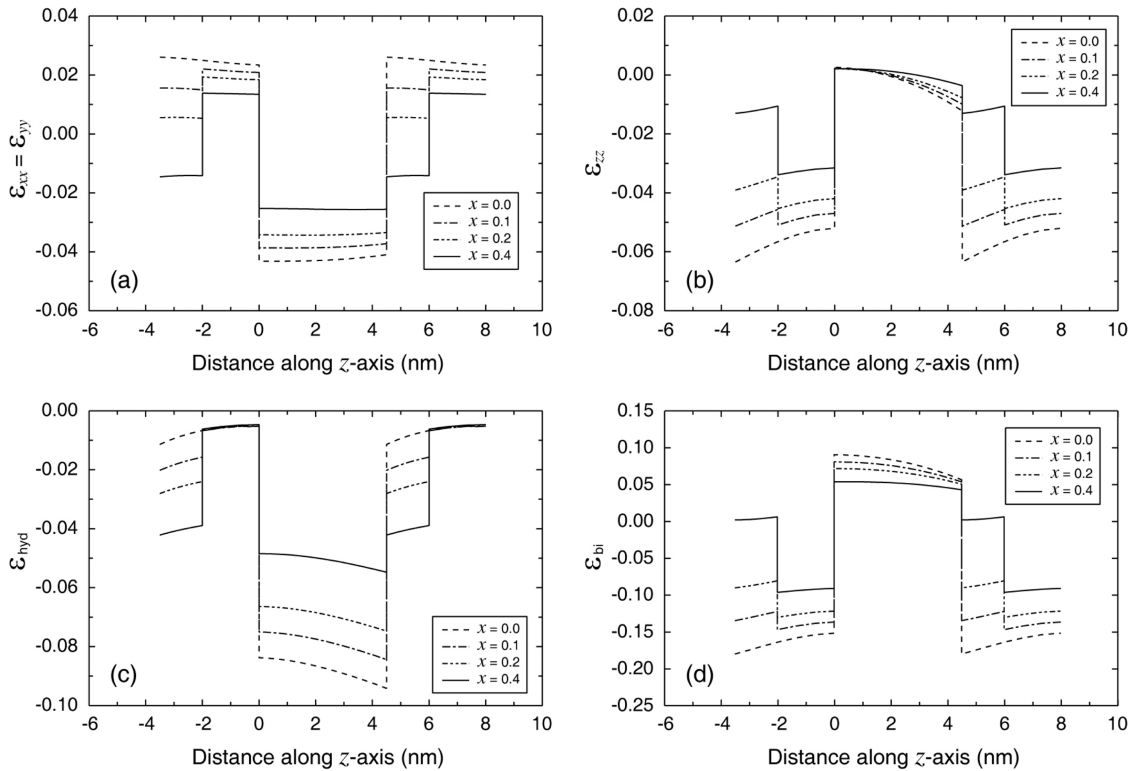 0.06
0.04
0.02
0.00
-0.02
-0.04
-0.06
εxx = εyy
x = 0.0
x = 0.1
x = 0.2
x = 0.4
(a)
-6 -4 -2 0 2 4 6 8 10
Distance along z-axis (nm)
0.02
0.00
-0.02
-0.04
-0.06
-0.08
εzz
x = 0.0
x = 0.1
x = 0.2
x = 0.4
(b)
-6 -4 -2 0 2 4 6 8 10
Distance along z-axis (nm)
0.00
-0.02
-0.04
-0.06
-0.08
-0.10
εhyd
x = 0.0
x = 0.1
x = 0.2
x = 0.4
(c)
-6 -4 -2 0 2 4 6 8 10
Distance along z-axis (nm)
0.15
0.10
0.05
0.00
-0.05
-0.10
-0.15
-0.20
-0.25
εbi
x = 0.0
x = 0.1
x = 0.2
x = 0.4
(d)
-6 -4 -2 0 2 4 6 8 10
Distance along z-axis (nm)